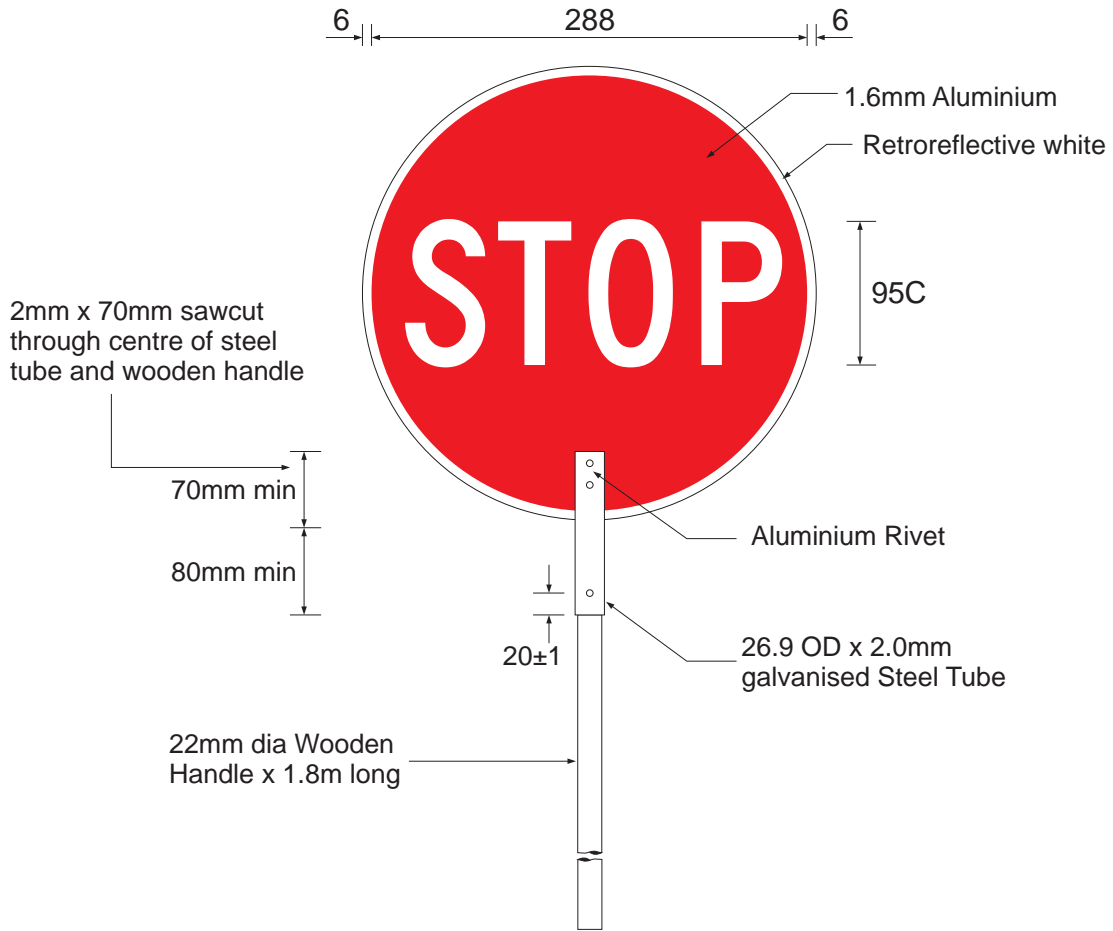 6 288 6
1.6mm Aluminium
Retroreflective white
STOP
95C
2mm x 70mm sawcut
through centre of steel
tube and wooden handle
70mm min
Aluminium Rivet
80mm min
20±1
26.9 OD x 2.0mm
galvanised Steel Tube
22mm dia Wooden
Handle x 1.8m long